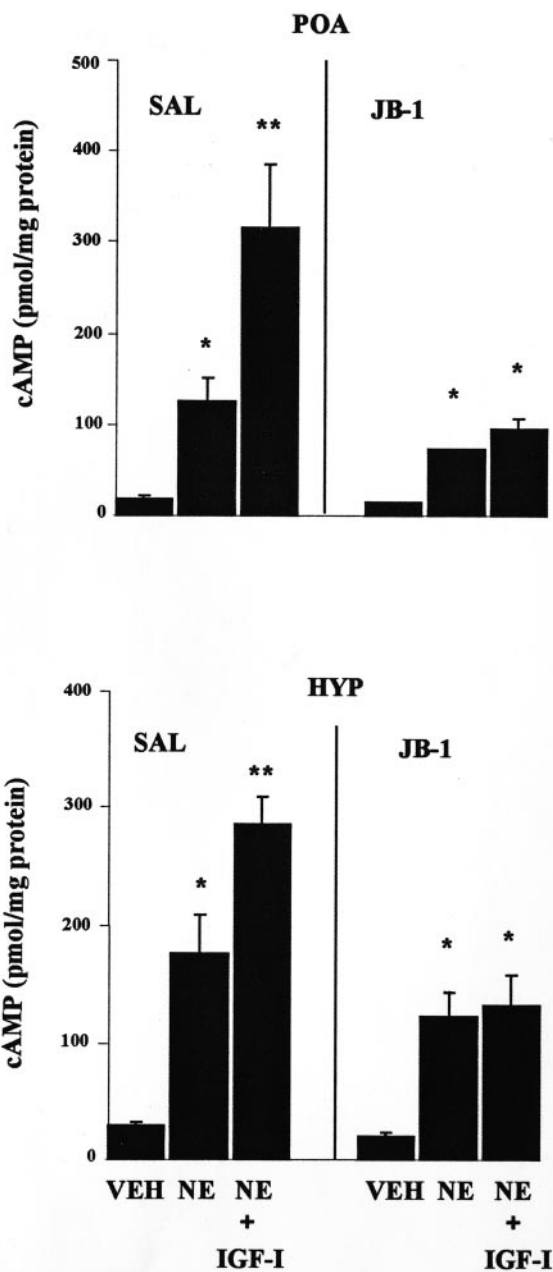 POA
SAL
JB-1
cAMP (pmol/mg protein)
500
400
300
200
100
0
*
**
*
*
HYP
SAL
JB-1
cAMP (pmol/mg protein)
400
300
200
100
0
*
**
*
*
VEH NE NE VEH NE NE
+ +
IGF-I IGF-I